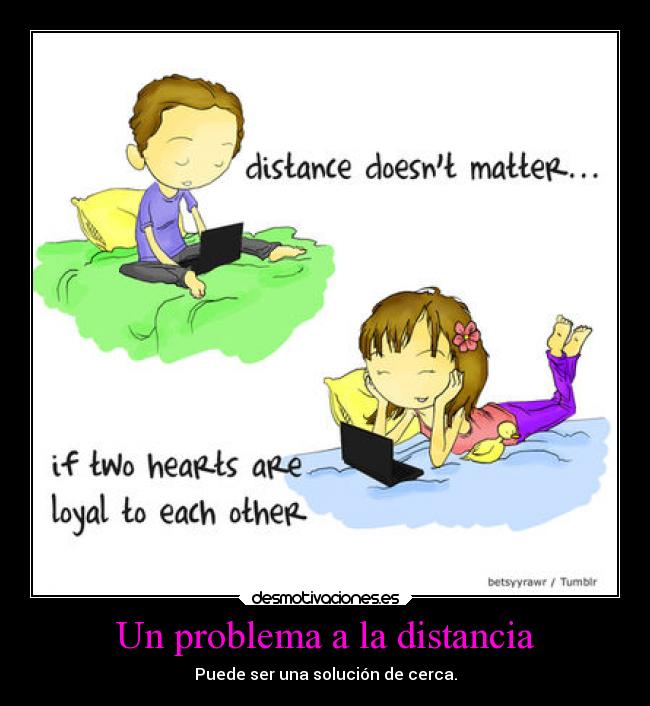 distance doesn't matter...
if two hearts are
loyal to each other
betsyyrawr / Tumblr
desmotivaciones.es
Un problema a la distancia
Puede ser una solución de cerca.